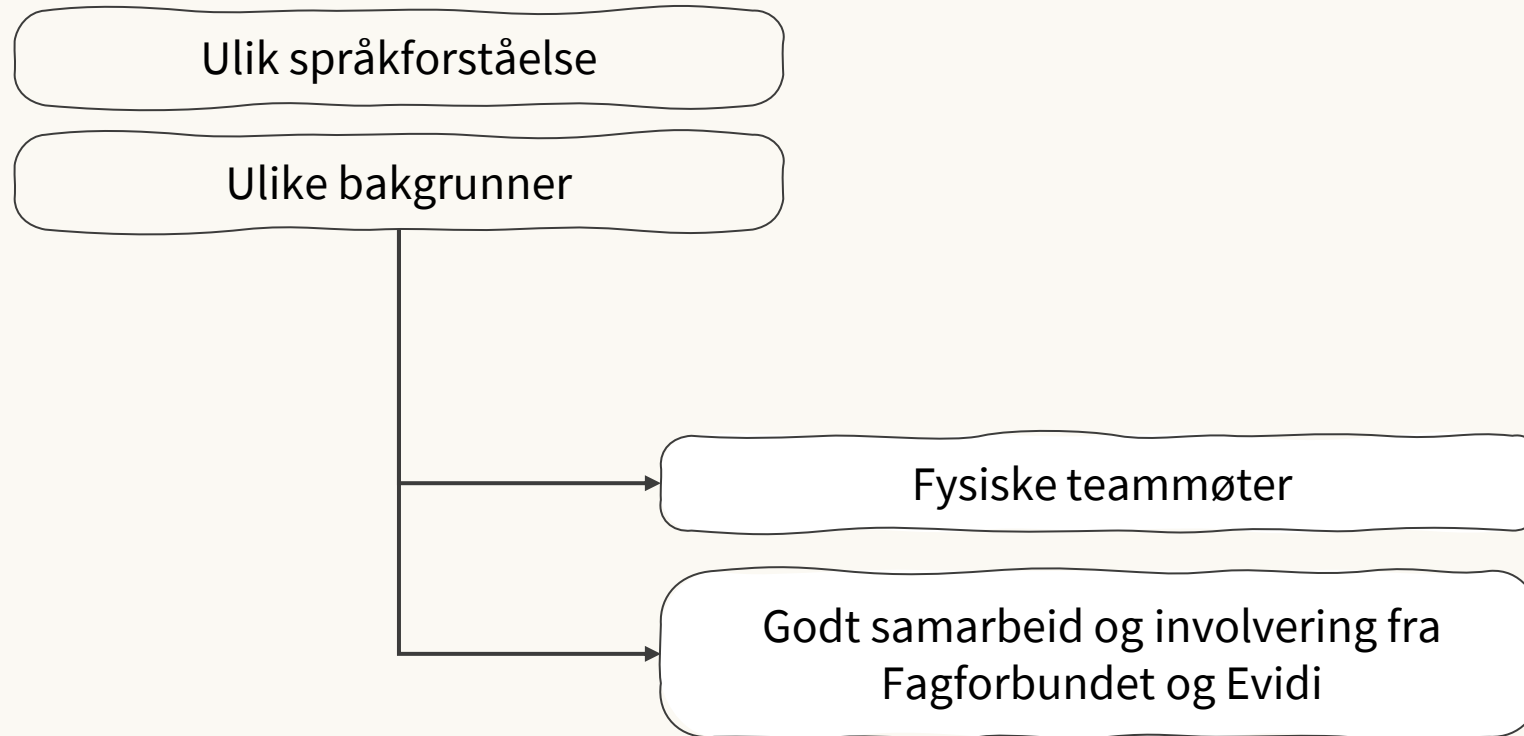 Ulik språkforståelse
Ulike bakgrunner
Fysiske teammøter
Godt samarbeid og involvering fra
Fagforbundet og Evidi